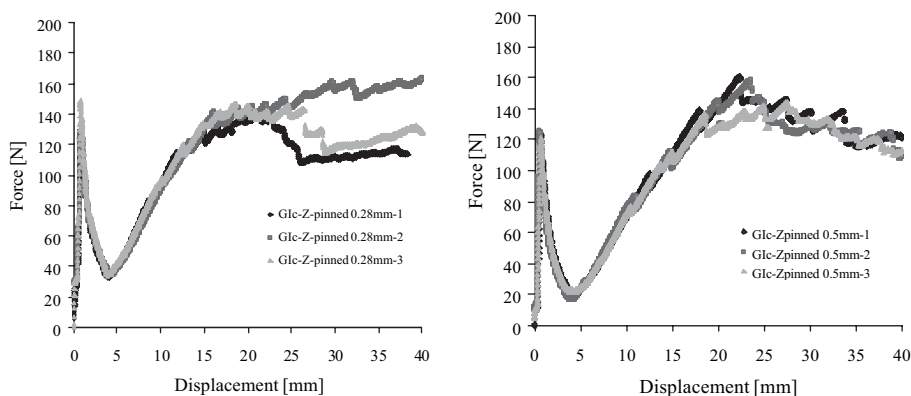 200
180
160
140
120
100
80
60
40
20
0
Force [N]
GIc-Z-pinned 0.28mm-1
GIc-Z-pinned 0.28mm-2
GIc-Z-pinned 0.28mm-3
0 5 10 15 20 25 30 35 40
Displacement [mm]
200
180
160
140
120
100
80
60
40
20
0
Force [N]
GIc-Zpinned 0.5mm-1
GIc-Zpinned 0.5mm-2
GIc-Zpinned 0.5mm-3
0 5 10 15 20 25 30 35 40
Displacement [mm]